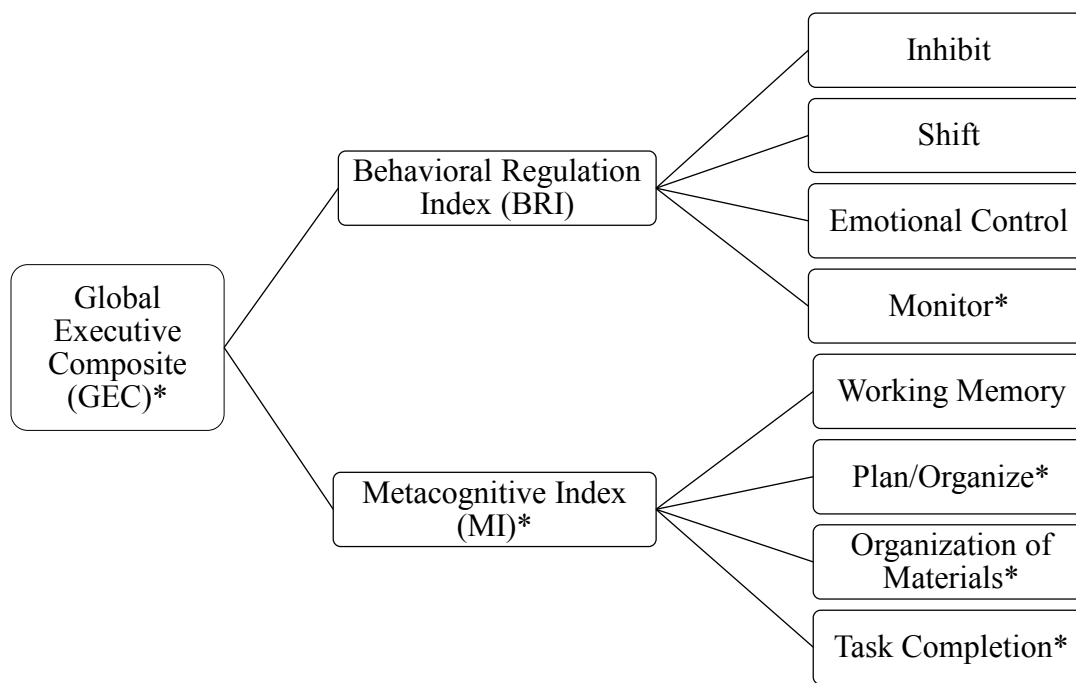 Global
Executive
Composite
(GEC)*
Behavioral Regulation
Index (BRI)
Metacognitive Index
(MI)*
Inhibit
Shift
Emotional Control
Monitor*
Working Memory
Plan/Organize*
Organization of
Materials*
Task Completion*